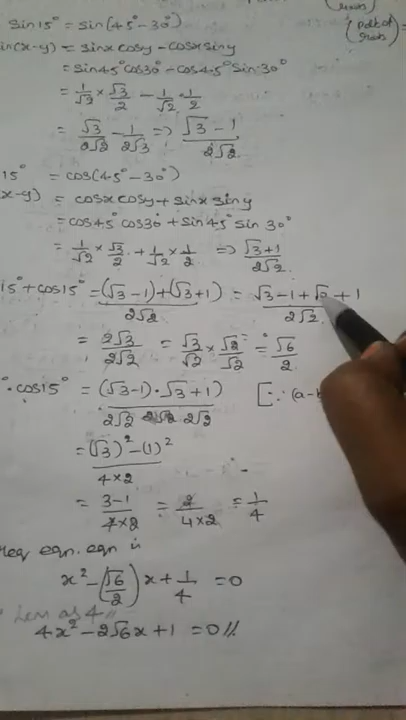 sin15° = sin(45°-30°)
in(x-y) = sinx cosy - cosx siny
= sin45° cos30° - cos45° sin30°
= 1/√2 × √3/2 - 1/√2 · 1/2
= √3/2√2 - 1/2√3 => √3-1/2√2
15° = cos(45°-30°)
x-y) = cosx cosy + sinx siny
= cos45° cos30° + sin45° sin30°
= 1/√2 × √3/2 + 1/√2 × 1/2 => √3+1/2√2
15° + cos15° = (√3-1)+(√3+1)/2√2 = √3-1+√3+1/2√2
= 2√3/2√2 = √3/√2 × √2/√2 = √6/2
· cos15° = (√3-1)·√3+1)/2√2 2√2 [∵ (a-b
= (√3)²-(1)²/4×2
= 3-1/4×2 = 2/4×2 = 1/4
Req eqn. eqn is
x² - (√6/2) x + 1/4 = 0
Lcm as 4
4x² - 2√6x + 1 = 0 //